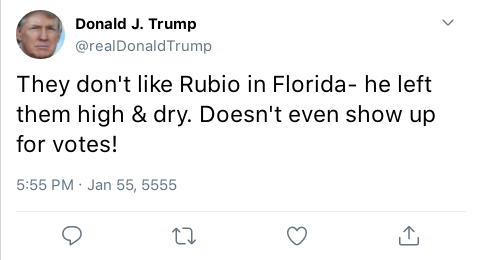 Donald J. Trump
@realDonaldTrump
They don't like Rubio in Florida- he left
them high & dry. Doesn't even show up
for votes!
5:55 PM · Jan 55, 5555